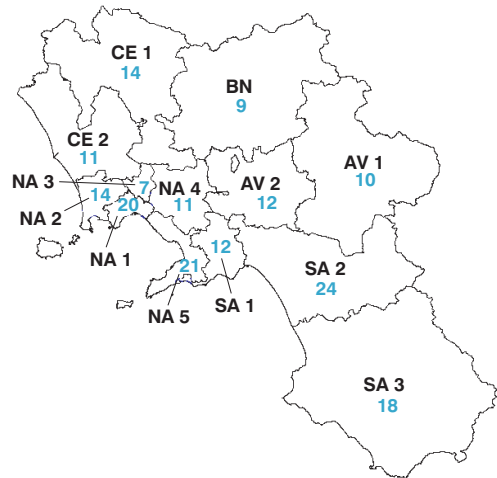 CE 1
14
BN
9
CE 2
11
AV 1
10
NA 3
7
NA 4
11
AV 2
12
14
NA 2
20
NA 1
12
21
SA 2
24
SA 1
NA 5
SA 3
18